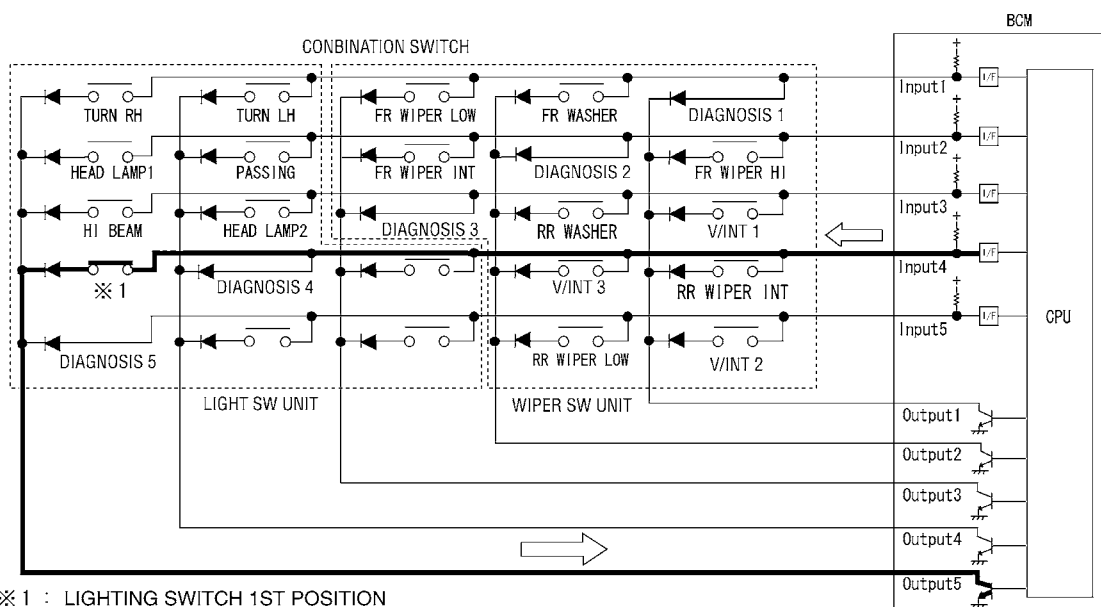 BCM
CONBINATION SWITCH
+
Input1
I/F
TURN RH
TURN LH
FR WIPER LOW
FR WASHER
DIAGNOSIS 1
+
Input2
I/F
HEAD LAMP1
PASSING
FR WIPER INT
DIAGNOSIS 2
FR WIPER HI
+
Input3
I/F
HI BEAM
HEAD LAMP2
DIAGNOSIS 3
RR WASHER
V/INT 1
+
Input4
I/F
※ 1
DIAGNOSIS 4
V/INT 3
RR WIPER INT
+
Input5
I/F
CPU
DIAGNOSIS 5
RR WIPER LOW
V/INT 2
LIGHT SW UNIT
WIPER SW UNIT
Output1
Output2
Output3
Output4
Output5
※ 1 : LIGHTING SWITCH 1ST POSITION